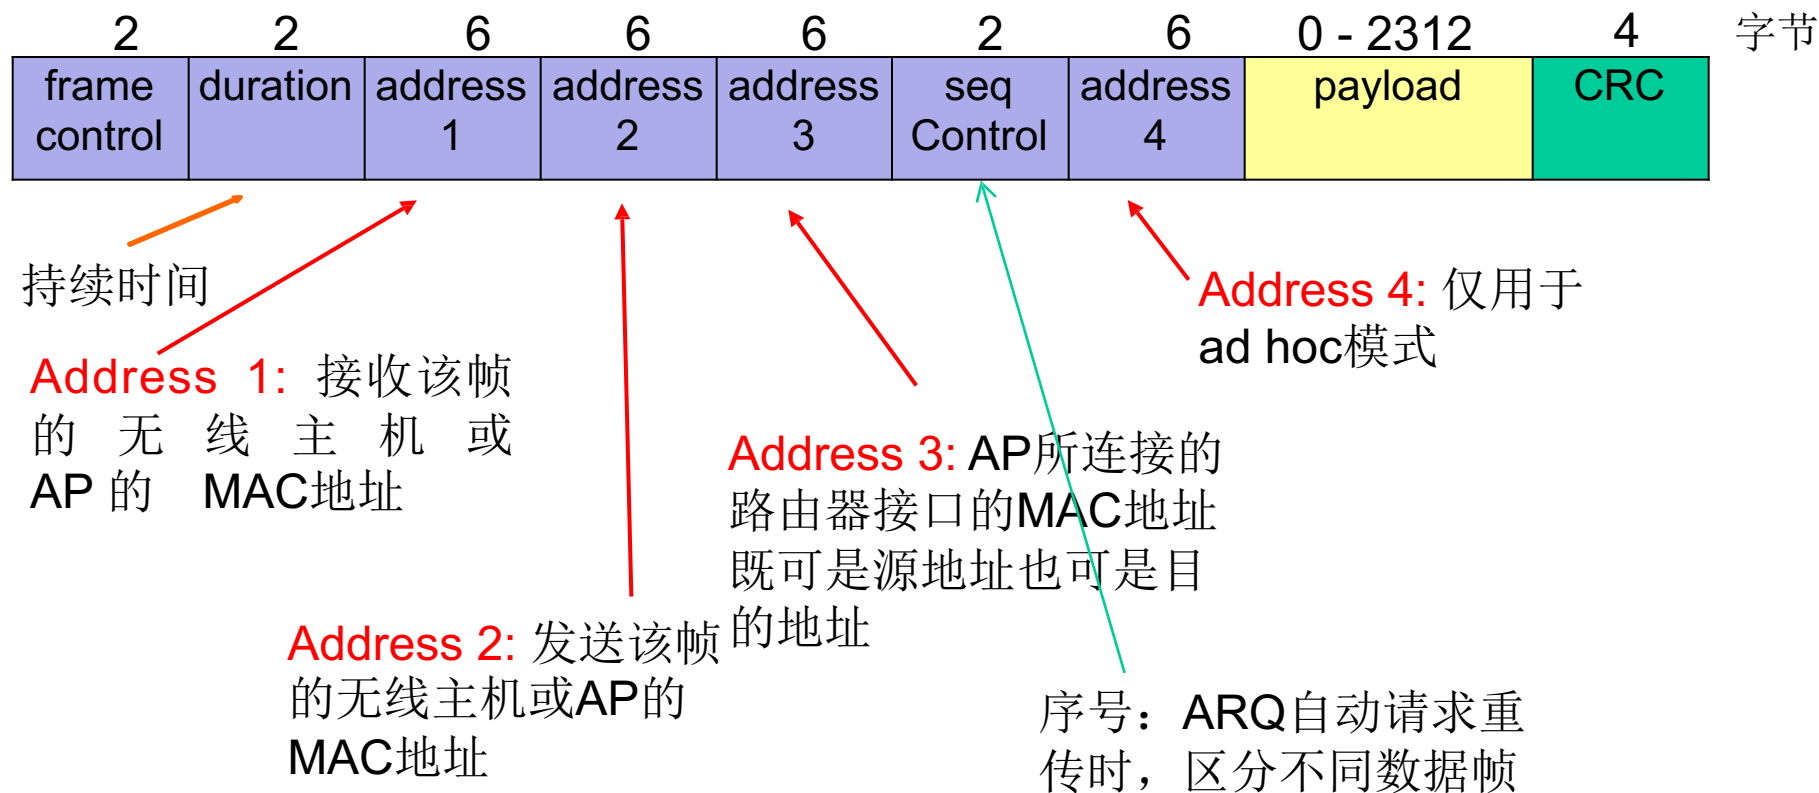 2 2 6 6 6 2 6 0 - 2312 4 字节
frame control
duration
address 1
address 2
address 3
seq Control
address 4
payload
CRC
持续时间
Address 1: 接收该帧
的无线主机或
AP 的 MAC地址
Address 2: 发送该帧
的无线主机或AP的
MAC地址
Address 3: AP所连接的
路由器接口的MAC地址
既可是源地址也可是目
的地址
Address 4: 仅用于
ad hoc模式
序号：ARQ自动请求重
传时，区分不同数据帧